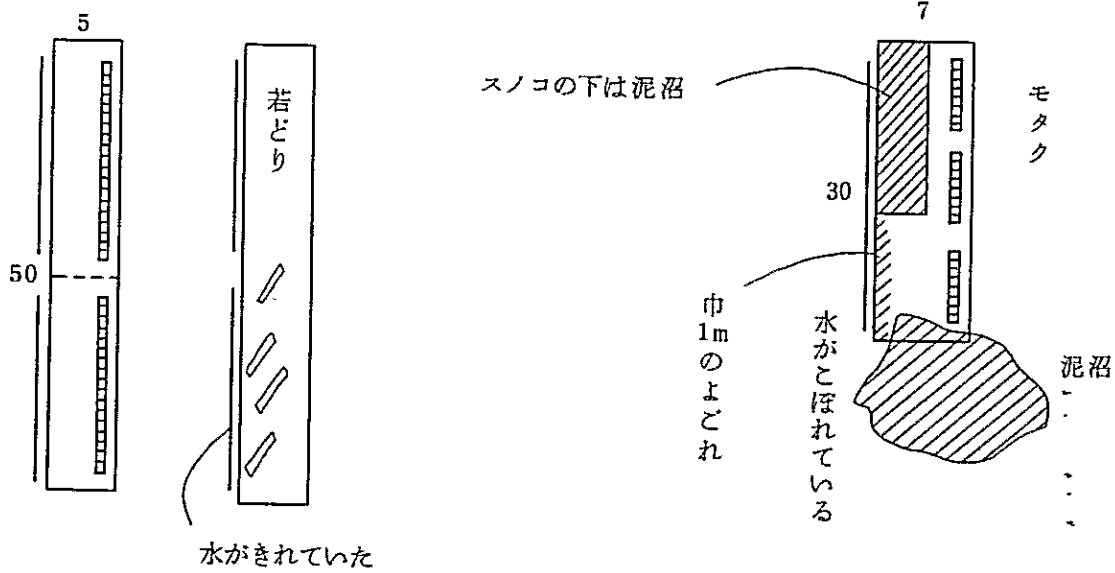 5
50
若どり
水がきれていた
7
スノコの下は泥沼
30
モタク
巾1mのよごれ
水がこぼれている
泥沼